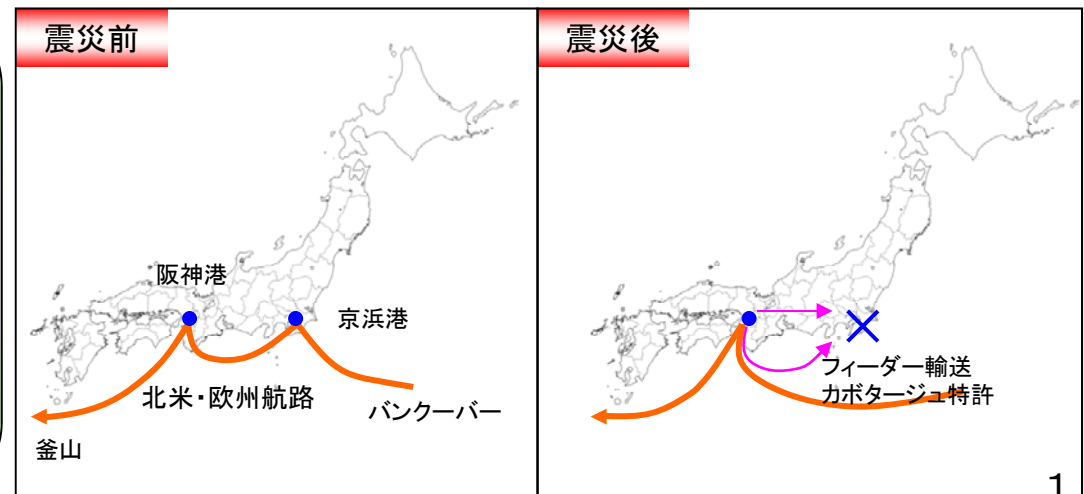 震災前
阪神港
京浜港
北米・欧州航路
バンクーバー
釜山
震災後
フィーダー輸送
カボタージュ特許
1